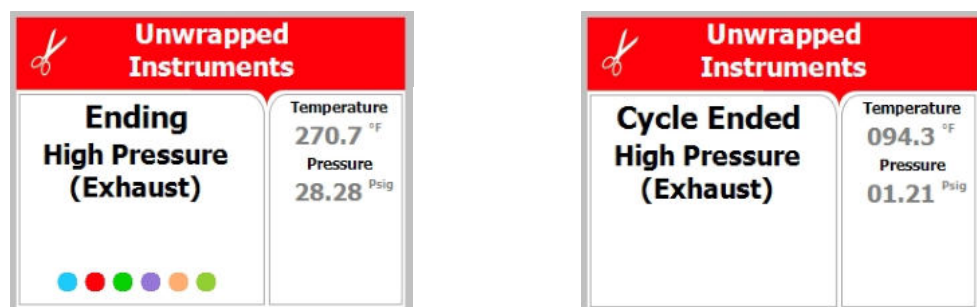 Unwrapped
Instruments
Ending
High Pressure
(Exhaust)
Temperature
270.7 °F
Pressure
28.28 Psig
Unwrapped
Instruments
Cycle Ended
High Pressure
(Exhaust)
Temperature
094.3 °F
Pressure
01.21 Psig